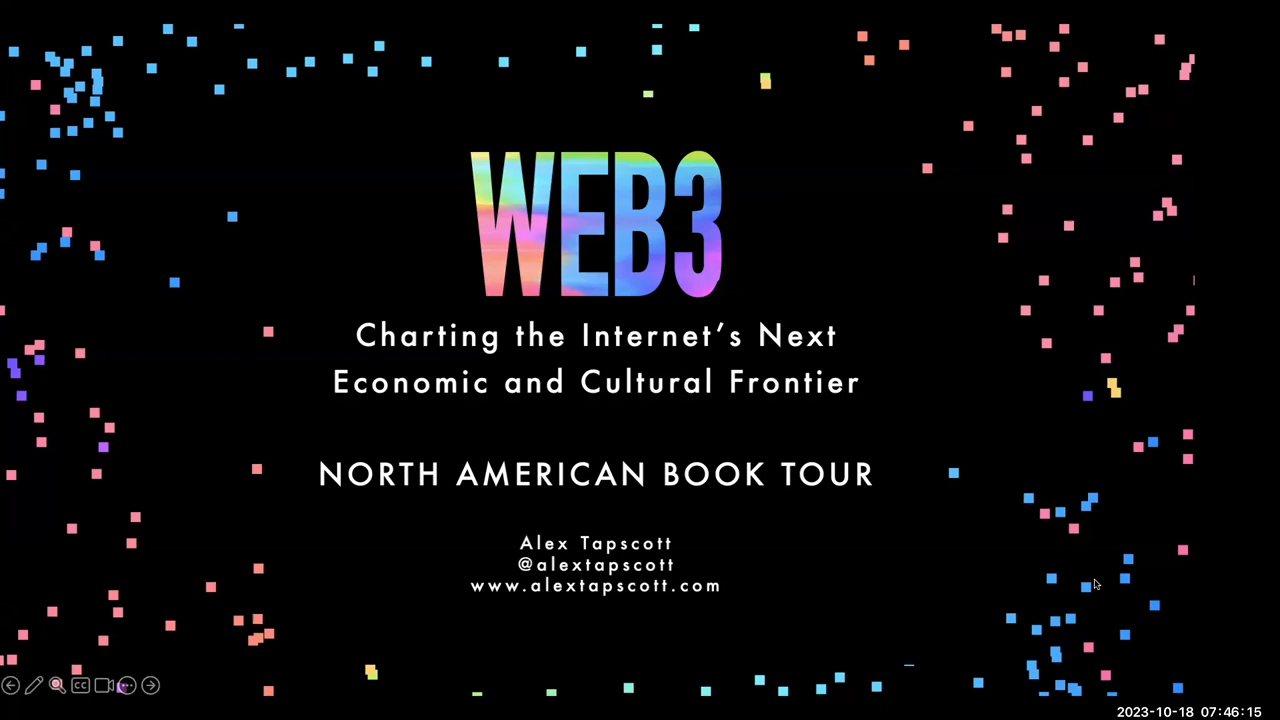 WEB3
Charting the Internet’s Next
Economic and Cultural Frontier
NORTH AMERICAN BOOK TOUR
Alex Tapscott
@alextapscott
www.alextapscott.com
CC
2023-10-18 07:46:15